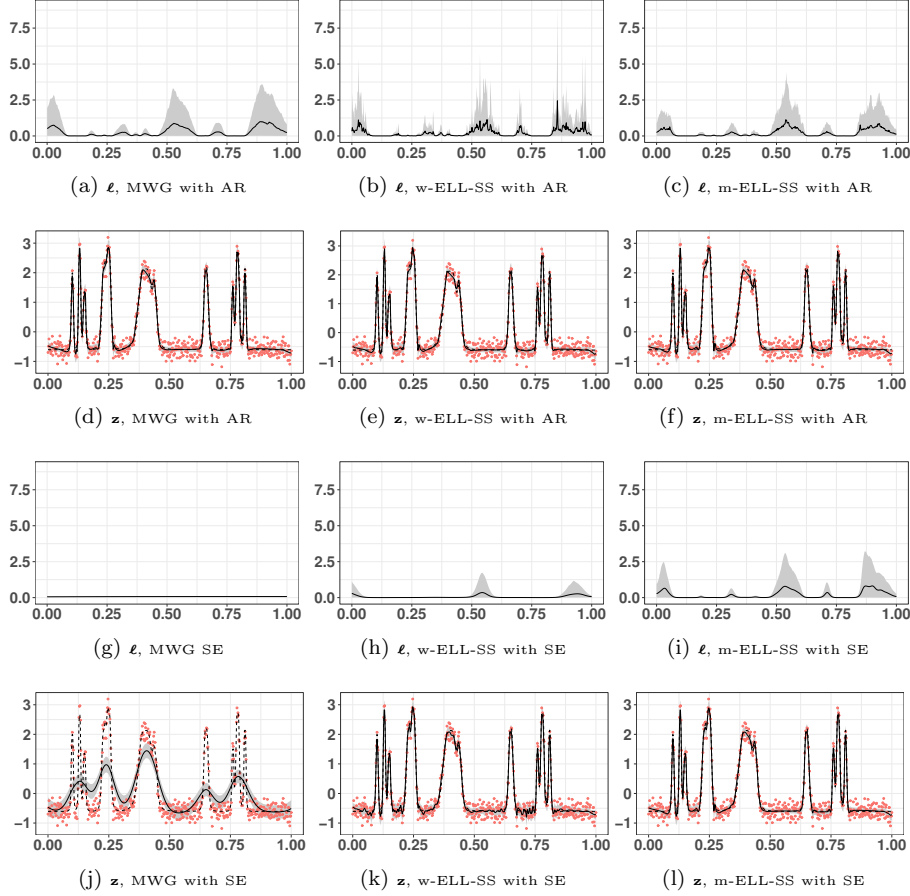 7.5 7.5 7.5
5.0 5.0 5.0
2.5 2.5 2.5
0.0 0.0 0.0
0.00 0.25 0.50 0.75 1.00 0.00 0.25 0.50 0.75 1.00 0.00 0.25 0.50 0.75 1.00
(a) ℓ, MWG with AR (b) ℓ, w-ELL-SS with AR (c) ℓ, m-ELL-SS with AR
3 3 3
2 2 2
1 1 1
0 0 0
−1 −1 −1
0.00 0.25 0.50 0.75 1.00 0.00 0.25 0.50 0.75 1.00 0.00 0.25 0.50 0.75 1.00
(d) z, MWG with AR (e) z, w-ELL-SS with AR (f) z, m-ELL-SS with AR
7.5 7.5 7.5
5.0 5.0 5.0
2.5 2.5 2.5
0.0 0.0 0.0
0.00 0.25 0.50 0.75 1.00 0.00 0.25 0.50 0.75 1.00 0.00 0.25 0.50 0.75 1.00
(g) ℓ, MWG SE (h) ℓ, w-ELL-SS with SE (i) ℓ, m-ELL-SS with SE
3 3 3
2 2 2
1 1 1
0 0 0
−1 −1 −1
0.00 0.25 0.50 0.75 1.00 0.00 0.25 0.50 0.75 1.00 0.00 0.25 0.50 0.75 1.00
(j) z, MWG with SE (k) z, w-ELL-SS with SE (l) z, m-ELL-SS with SE